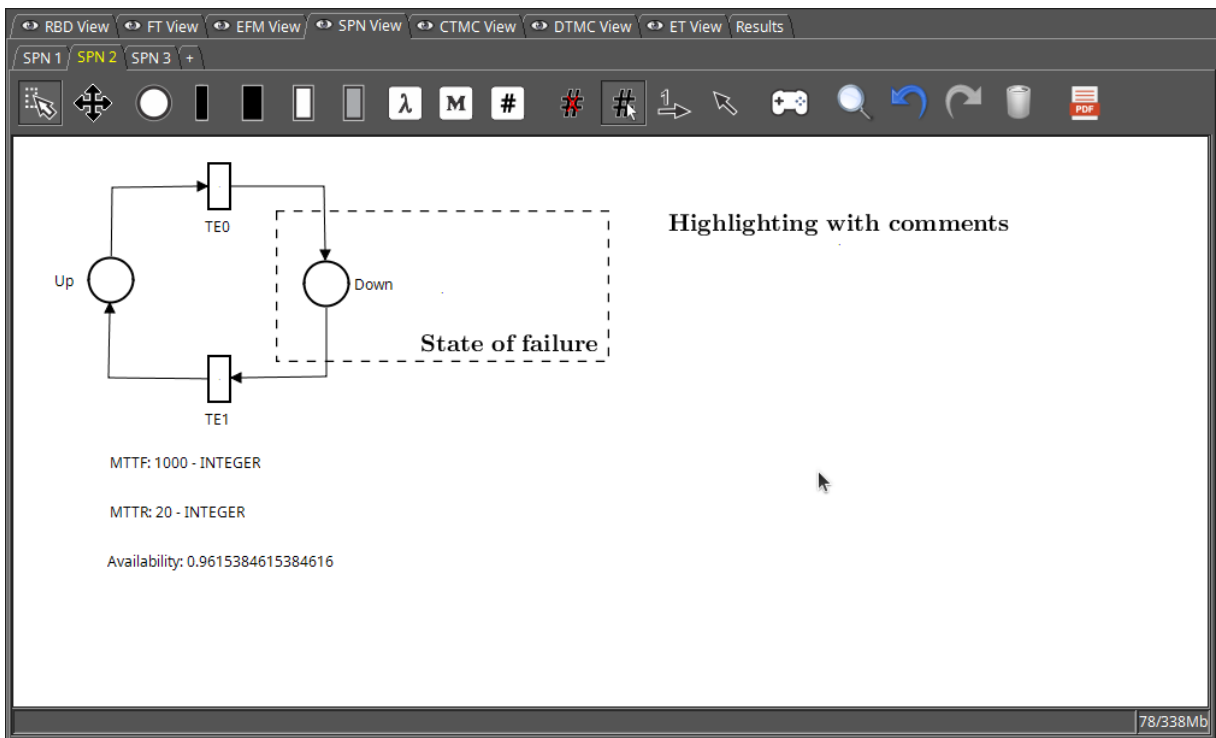 RBD View FT View EFM View SPN View CTMC View DTMC View ET View Results
SPN 1 SPN 2 SPN 3 +
λ M # # # 1 PDF
TE0
Highlighting with comments
Up
Down
State of failure
TE1
MTTF: 1000 - INTEGER
MTTR: 20 - INTEGER
Availability: 0.9615384615384616
78/338Mb